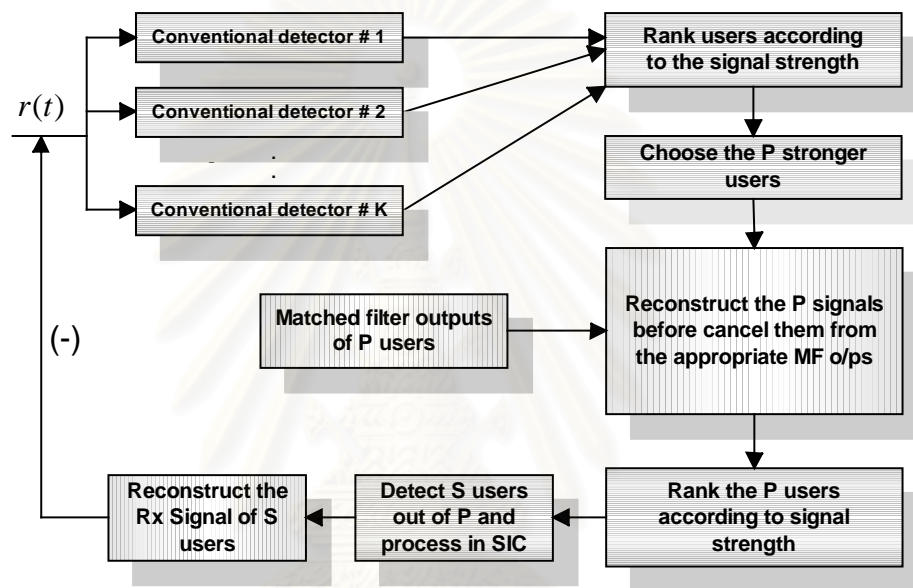 Conventional detector # 1
Rank users according
to the signal strength
r(t)
Conventional detector # 2
Choose the P stronger
users
Conventional detector # K
Matched filter outputs
of P users
Reconstruct the P signals
before cancel them from
the appropriate MF o/ps
(-)
Reconstruct the
Rx Signal of S
users
Detect S users
out of P and
process in SIC
Rank the P users
according to signal
strength